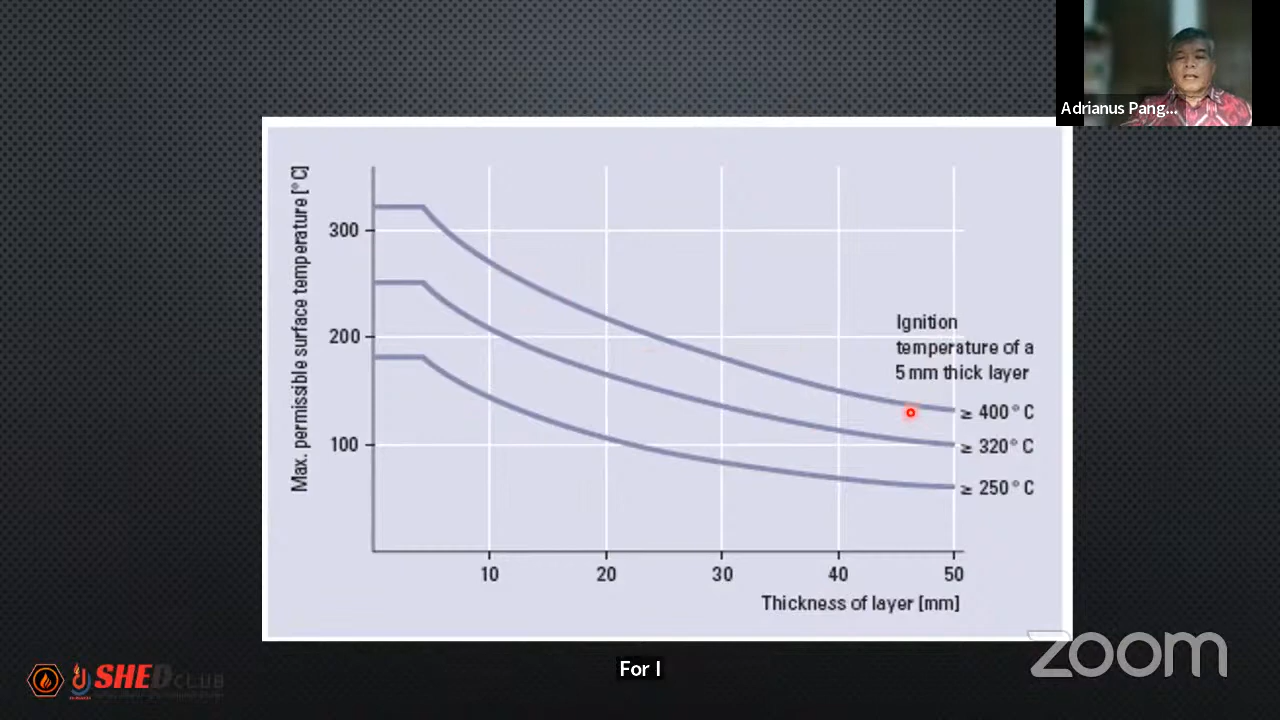 Adrianus Pang...
Max. permissible surface temperature [°C]
300
200
100
Ignition
temperature of a
5 mm thick layer
≥ 400° C
≥ 320° C
≥ 250° C
10 20 30 40 50
Thickness of layer [mm]
SHED CLUB
zoom
For I